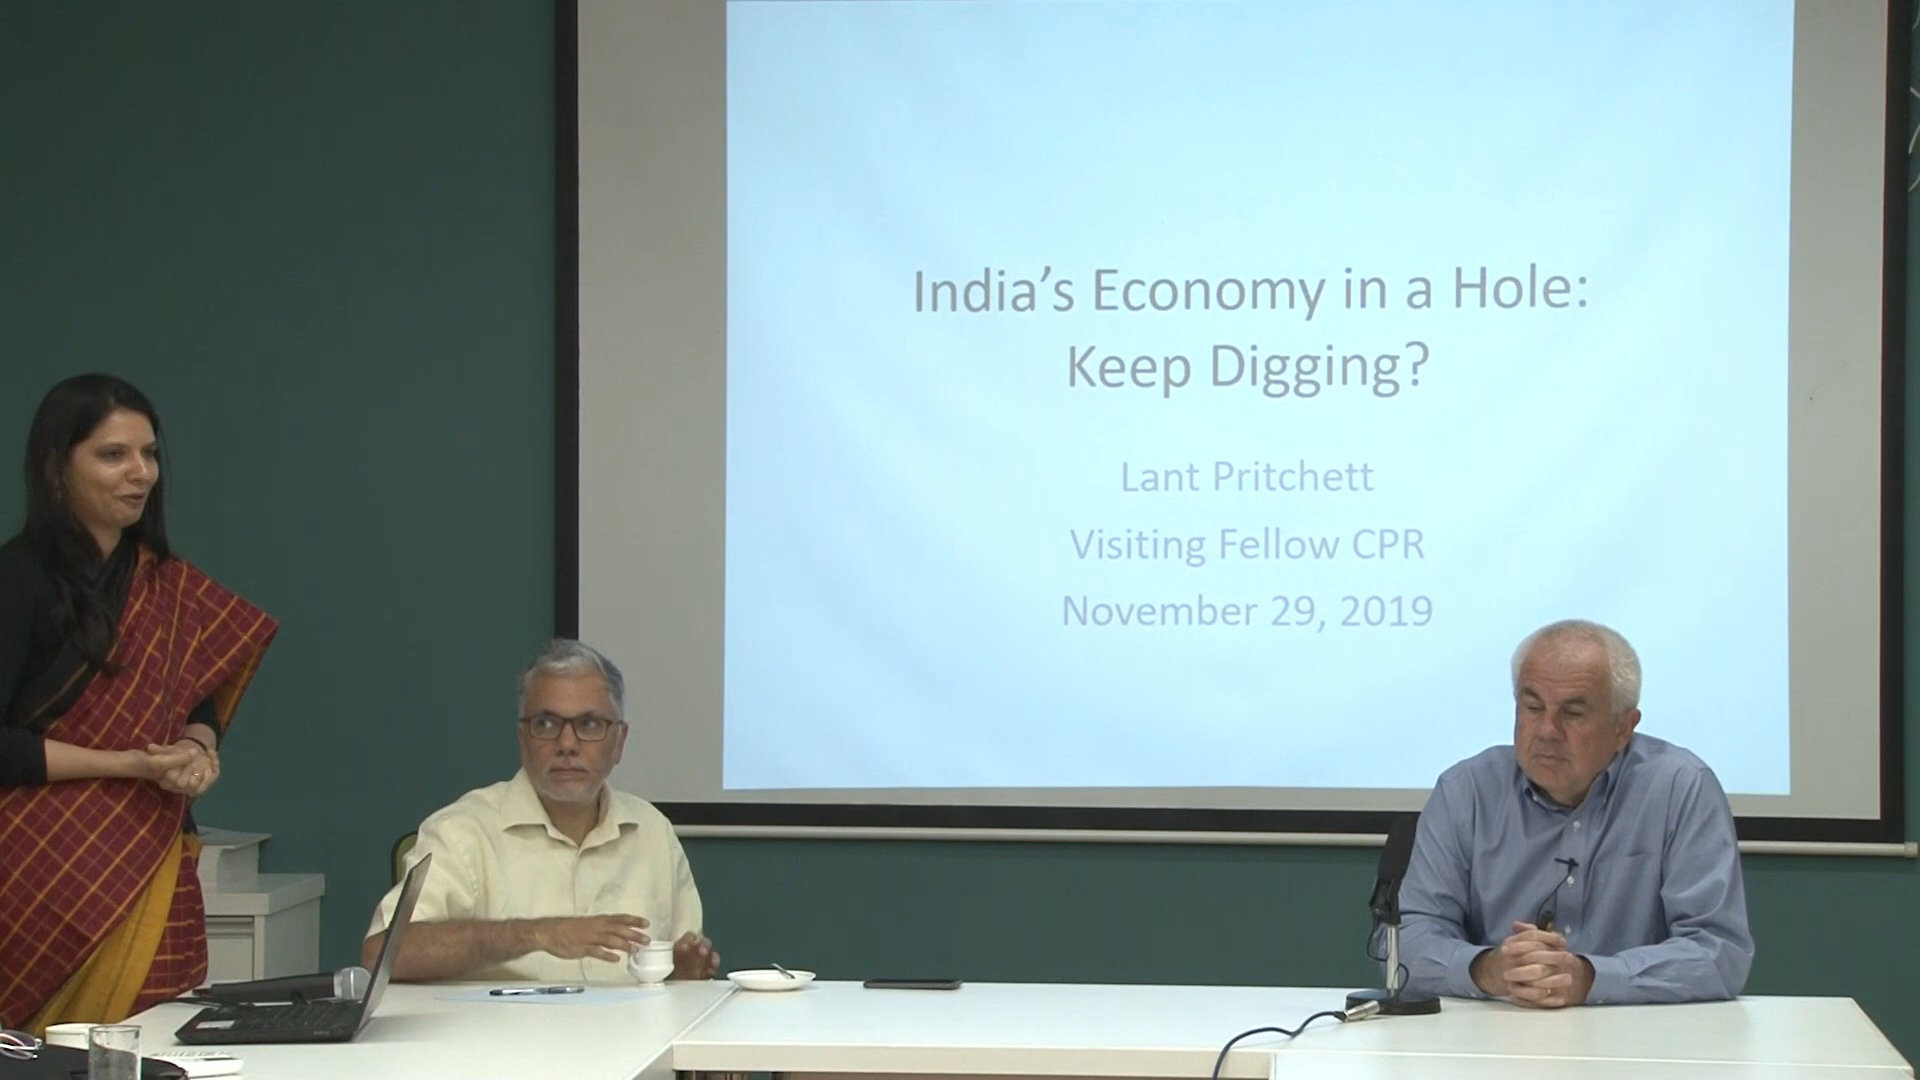 India’s Economy in a Hole:
Keep Digging?
Lant Pritchett
Visiting Fellow CPR
November 29, 2019